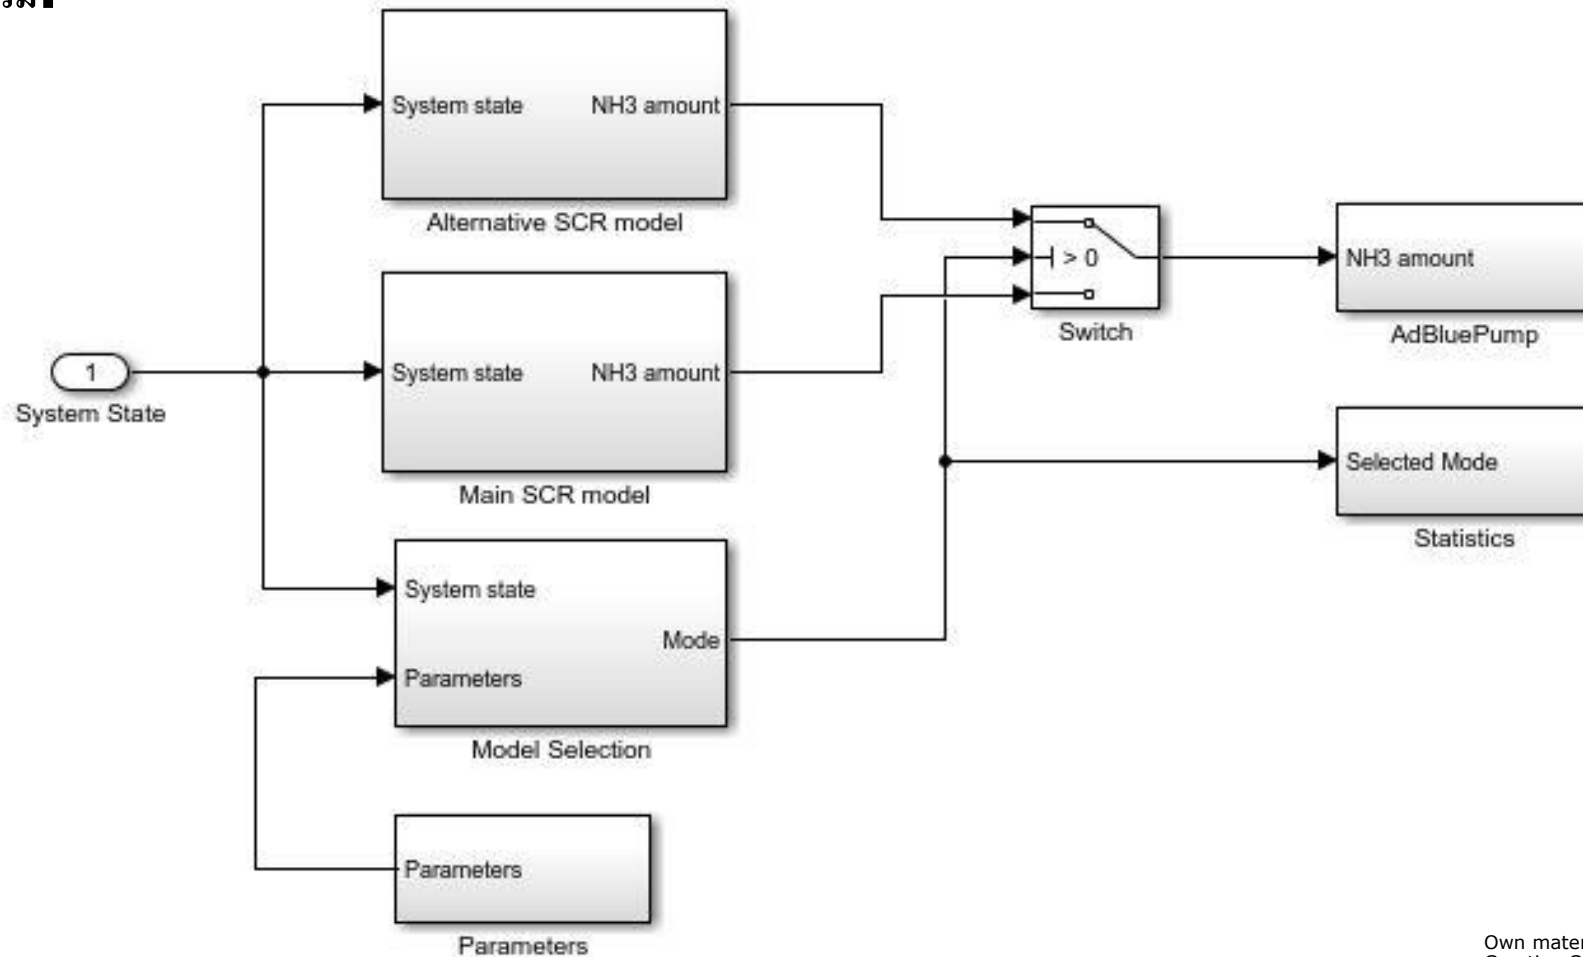 System state NH3 amount
Alternative SCR model
> 0
Switch
NH3 amount
AdBluePump
System state NH3 amount
Main SCR model
1
System State
Selected Mode
Statistics
System state
Mode
Parameters
Model Selection
Parameters
Parameters
Own